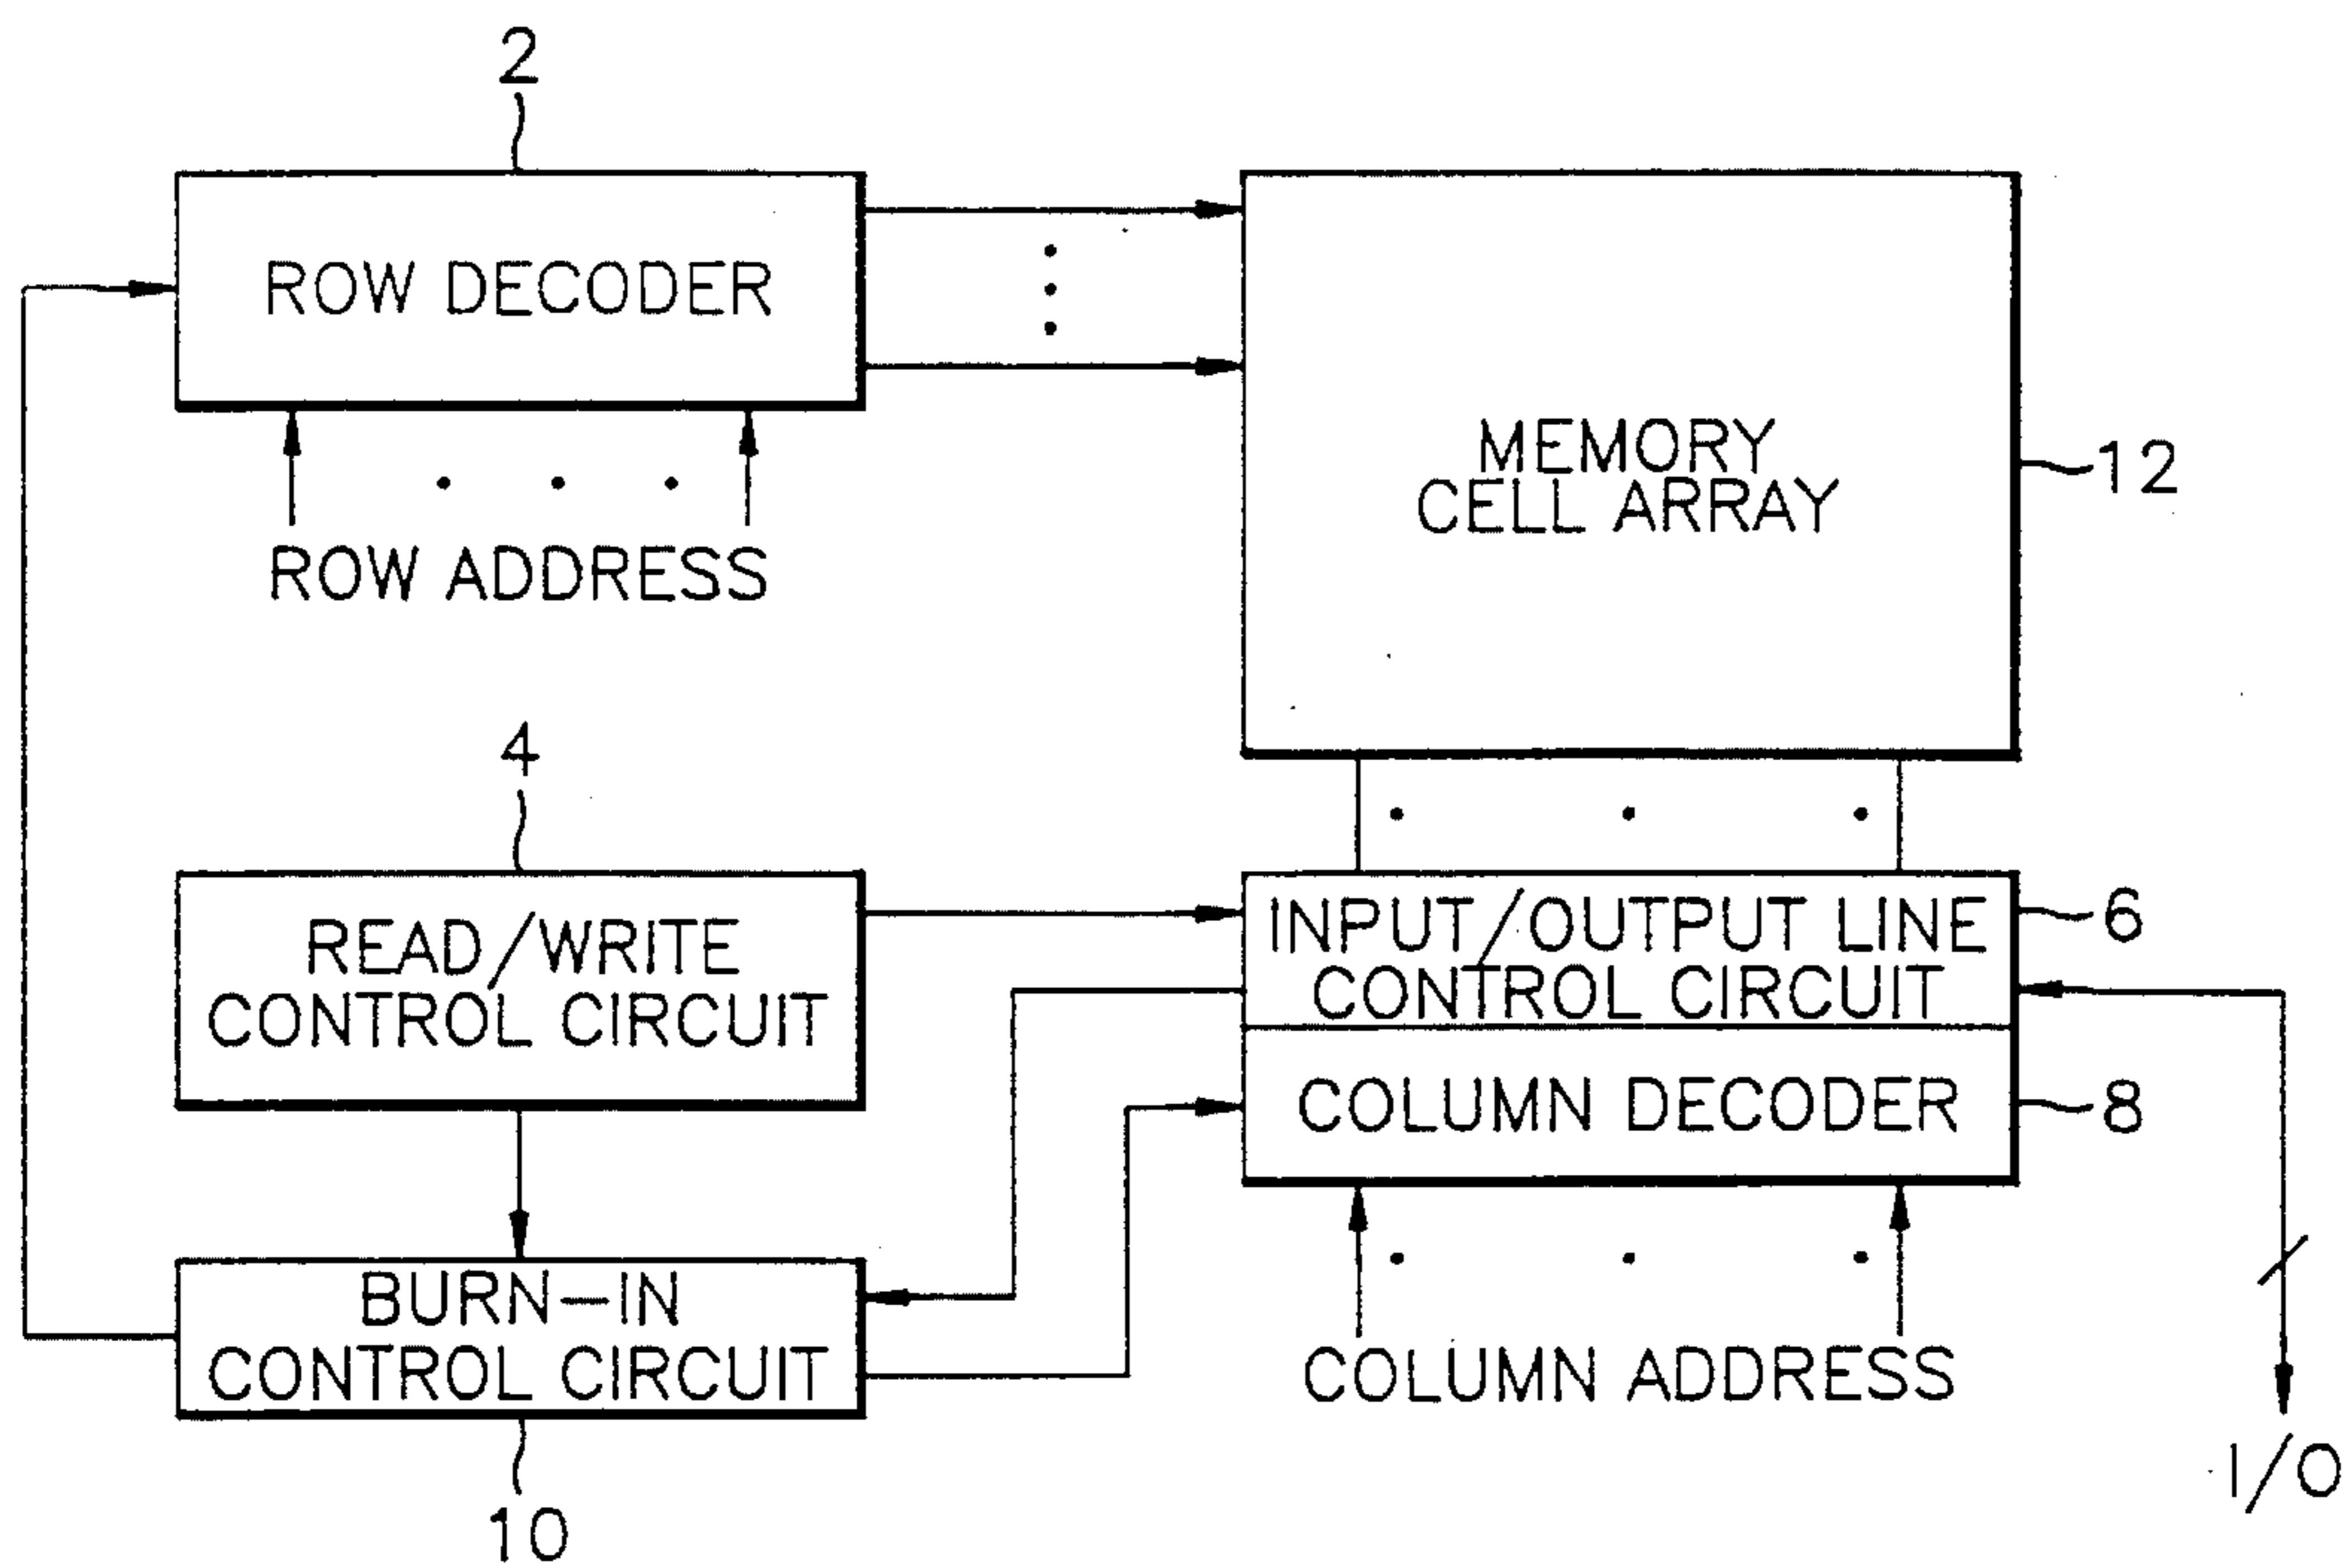 2
ROW DECODER
ROW ADDRESS
MEMORY
CELL ARRAY
12
4
READ/WRITE
CONTROL CIRCUIT
INPUT/OUTPUT LINE
CONTROL CIRCUIT
6
COLUMN DECODER
8
BURN-IN
CONTROL CIRCUIT
10
COLUMN ADDRESS
I/O